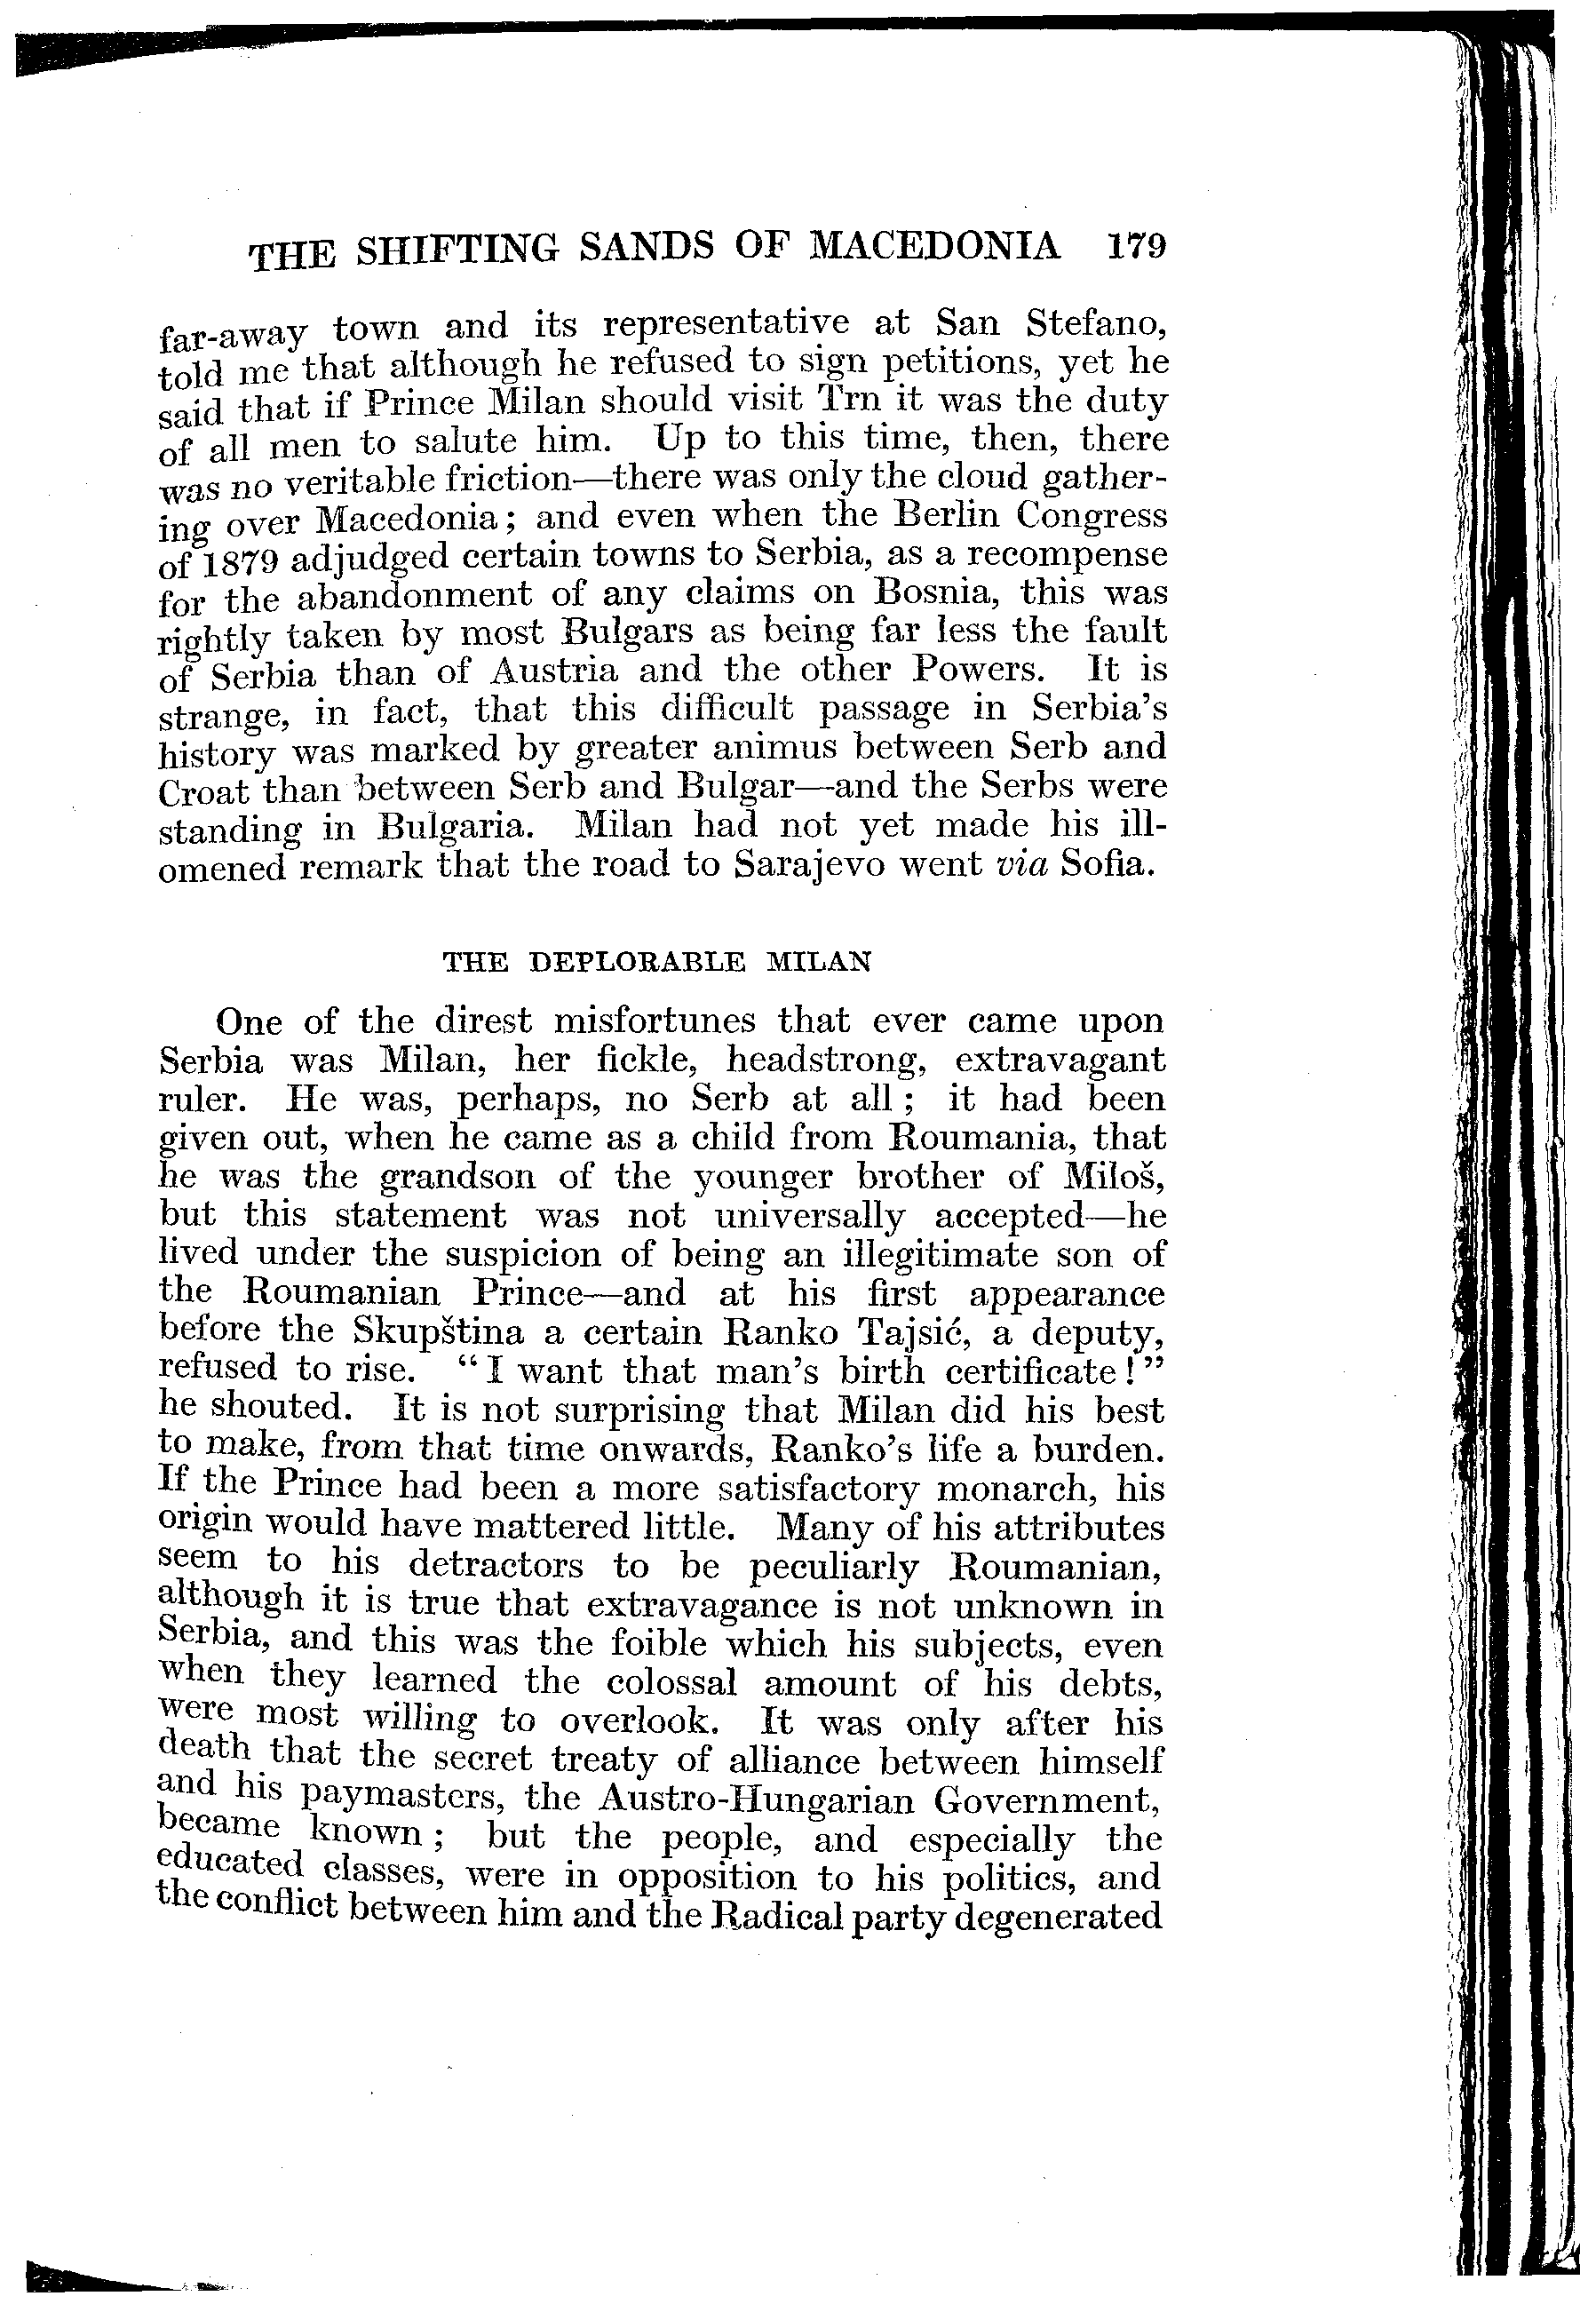 THE SHIFTING SANDS OF MACEDONIA 179
far-away town and its representative at San Stefano,
told me that although he refused to sign petitions, yet he
said that if Prince Milan should visit Trn it was the duty
of all men to salute him. Up to this time, then, there
was no veritable friction—there was only the cloud gather-
ing over Macedonia; and even when the Berlin Congress
of 1879 adjudged certain towns to Serbia, as a recompense
for the abandonment of any claims on Bosnia, this was
rightly taken by most Bulgars as being far less the fault
of Serbia than of Austria and the other Powers. It is
strange, in fact, that this difficult passage in Serbia's
history was marked by greater animus between Serb and
Croat than between Serb and Bulgar—and the Serbs were
standing in Bulgaria. Milan had not yet made his ill-
omened remark that the road to Sarajevo went via Sofia.
THE DEPLORABLE MILAN
One of the direst misfortunes that ever came upon
Serbia was Milan, her fickle, headstrong, extravagant
ruler. He was, perhaps, no Serb at all; it had been
given out, when he came as a child from Roumania, that
he was the grandson of the younger brother of Miloš,
but this statement was not universally accepted—he
lived under the suspicion of being an illegitimate son of
the Roumanian Prince—and at his first appearance
before the Skupština a certain Ranko Tajsić, a deputy,
refused to rise. "I want that man's birth certificate!"
he shouted. It is not surprising that Milan did his best
to make, from that time onwards, Ranko's life a burden.
If the Prince had been a more satisfactory monarch, his
origin would have mattered little. Many of his attributes
seem to his detractors to be peculiarly Roumanian,
although it is true that extravagance is not unknown in
Serbia, and this was the foible which his subjects, even
when they learned the colossal amount of his debts,
were most willing to overlook. It was only after his
death that the secret treaty of alliance between himself
and his paymasters, the Austro-Hungarian Government,
became known; but the people, and especially the
educated classes, were in opposition to his politics, and
the conflict between him and the Radical party degenerated